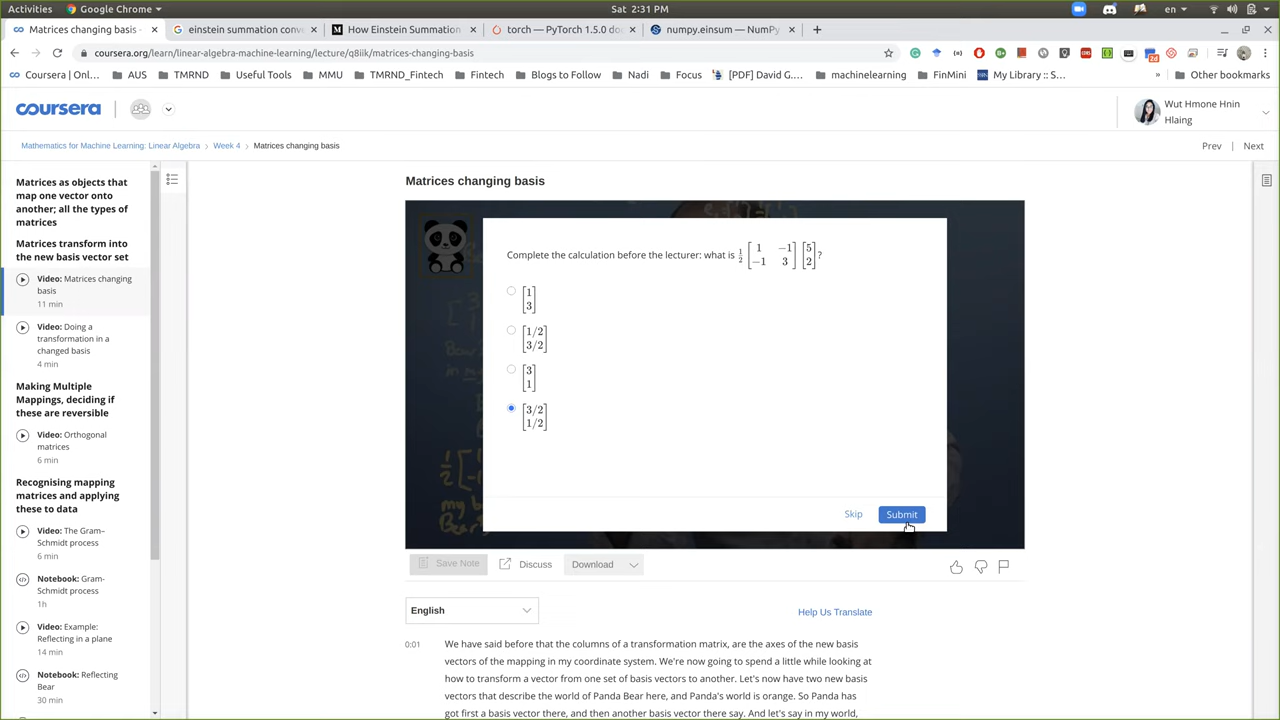 Activities
Google Chrome
Sat 2:31 PM
en
Matrices changing basis -
einstein summation conve
How Einstein Summation
torch — PyTorch 1.5.0 doc
numpy.einsum — NumPy
coursera.org/learn/linear-algebra-machine-learning/lecture/q8iik/matrices-changing-basis
Coursera | Onl…
AUS
TMRND
Useful Tools
MMU
TMRND_Fintech
Fintech
Blogs to Follow
Nadi
Focus
[PDF] David G.…
machinelearning
FinMini
My Library :: S…
»
Other bookmarks
coursera
Wut Hmone Hnin
Hlaing
Mathematics for Machine Learning: Linear Algebra › Week 4 › Matrices changing basis
Prev
Next
Matrices as objects that
map one vector onto
another; all the types of
matrices
Matrices transform into
the new basis vector set
Video: Matrices changing
basis
11 min
Video: Doing a
transformation in a
changed basis
4 min
Making Multiple
Mappings, deciding if
these are reversible
Video: Orthogonal
matrices
6 min
Recognising mapping
matrices and applying
these to data
Video: The Gram–
Schmidt process
6 min
Notebook: Gram-
Schmidt process
1h
Video: Example:
Reflecting in a plane
14 min
Notebook: Reflecting
Bear
30 min
Matrices changing basis
Complete the calculation before the lecturer: what is 1/2 [1 −1; −1 3] [5; 2]?
[1; 3]
[1/2; 3/2]
[3; 1]
[3/2; 1/2]
Skip
Submit
Save Note
Discuss
Download
English
Help Us Translate
0:01
We have said before that the columns of a transformation matrix, are the axes of the new basis
vectors of the mapping in my coordinate system. We're now going to spend a little while looking at
how to transform a vector from one set of basis vectors to another. Let's now have two new basis
vectors that describe the world of Panda Bear here, and Panda's world is orange. So Panda has
got first a basis vector there, and then another basis vector there say. And let's say in my world,